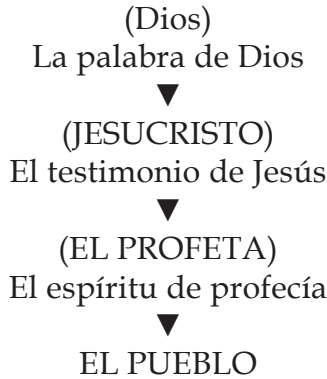 (Dios)
La palabra de Dios
▼
(JESUCRISTO)
El testimonio de Jesús
▼
(EL PROFETA)
El espíritu de profecía
▼
EL PUEBLO